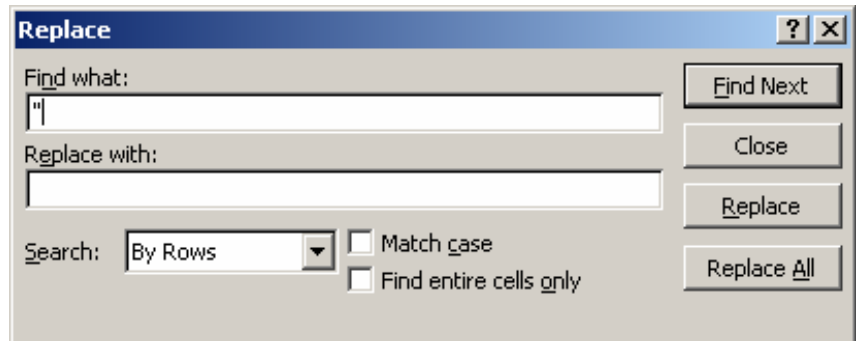 Replace
Find what:
"
Replace with:
Search: By Rows
Match case
Find entire cells only
Find Next
Close
Replace
Replace All